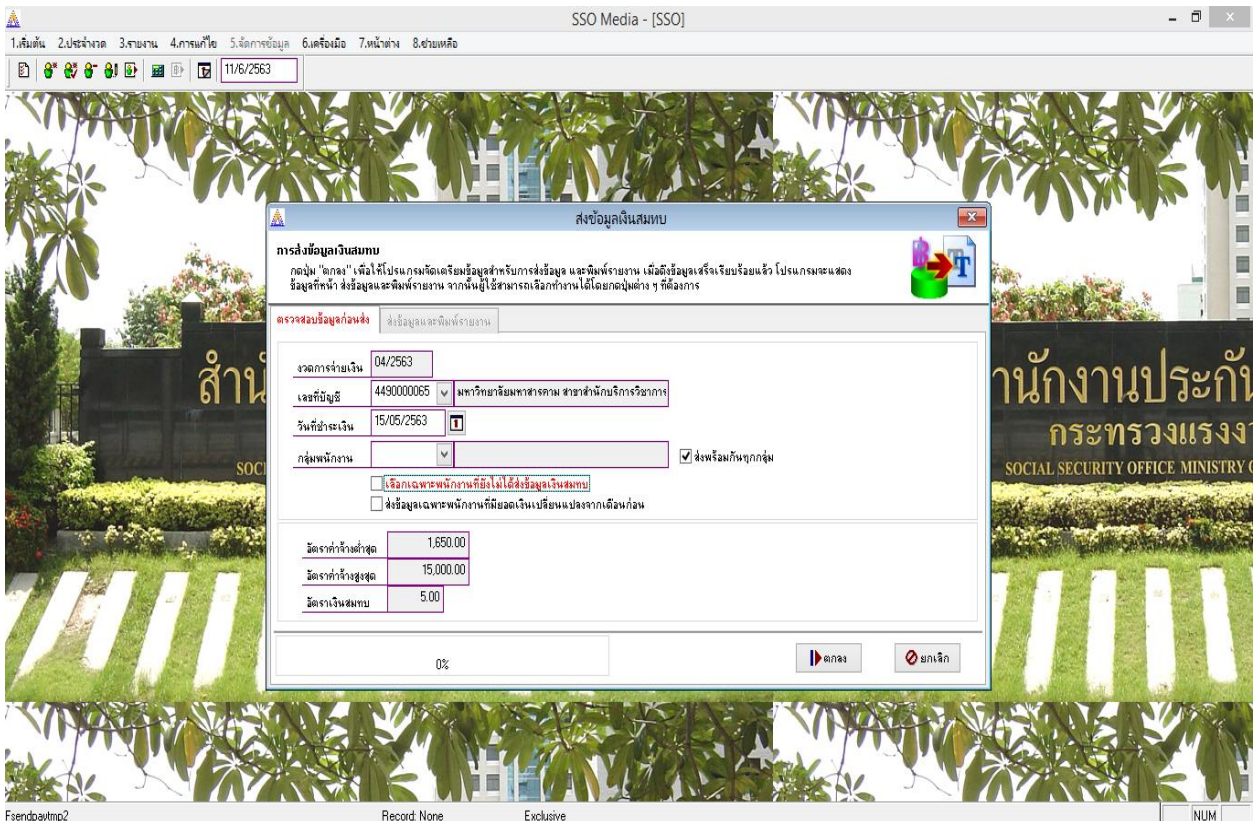 SSO Media - [SSO]
1.เริ่มต้น 2.ประจำงวด 3.รายงาน 4.การแก้ไข 5.จัดการข้อมูล 6.เครื่องมือ 7.หน้าต่าง 8.ช่วยเหลือ
11/6/2563
ส่งข้อมูลเงินสมทบ
การส่งข้อมูลเงินสมทบ
กดปุ่ม "ตกลง" เพื่อให้โปรแกรมจัดเตรียมข้อมูลสำหรับการส่งข้อมูล และพิมพ์รายงาน เมื่อดึงข้อมูลเสร็จเรียบร้อยแล้ว โปรแกรมจะแสดง
ข้อมูลที่หน้า ส่งข้อมูลและพิมพ์รายงาน จากนั้นผู้ใช้สามารถเลือกทำงานได้โดยกดปุ่มต่าง ๆ ที่ต้องการ
ตรวจสอบข้อมูลก่อนส่ง ส่งข้อมูลและพิมพ์รายงาน
งวดการจ่ายเงิน 04/2563
เลขที่บัญชี 4490000065 มหาวิทยาลัยมหาสารคาม สาขาสำนักบริการวิชาการ
วันที่ชำระเงิน 15/05/2563
กลุ่มพนักงาน ส่งพร้อมกันทุกกลุ่ม
เลือกเฉพาะพนักงานที่ยังไม่ได้ส่งข้อมูลเงินสมทบ
ส่งข้อมูลเฉพาะพนักงานที่มียอดเงินเปลี่ยนแปลงจากเดือนก่อน
อัตราค่าจ้างต่ำสุด 1,650.00
อัตราค่าจ้างสูงสุด 15,000.00
อัตราเงินสมทบ 5.00
0% ตกลง ยกเลิก
สำนั
SOCI
านักงานประกัน
กระทรวงแรงงา
SOCIAL SECURITY OFFICE MINISTRY O
Fsendpaytmp2 Record: None Exclusive NUM